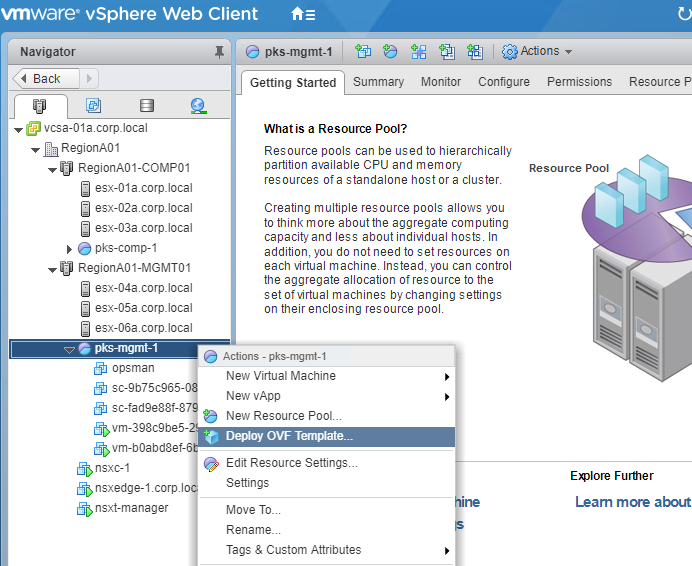 vmware® vSphere Web Client
Navigator
Back
vcsa-01a.corp.local
RegionA01
RegionA01-COMP01
esx-01a.corp.local
esx-02a.corp.local
esx-03a.corp.local
pks-comp-1
RegionA01-MGMT01
esx-04a.corp.local
esx-05a.corp.local
esx-06a.corp.local
pks-mgmt-1
opsman
sc-9b75c965-08
sc-fad9e88f-879
vm-398c9be5-29
vm-b0abd8ef-6b
nsxc-1
nsxedge-1.corp.loca
nsxt-manager
pks-mgmt-1
Actions
Getting Started
Summary
Monitor
Configure
Permissions
Resource P
What is a Resource Pool?
Resource pools can be used to hierarchically
partition available CPU and memory
resources of a standalone host or a cluster.
Creating multiple resource pools allows you
to think more about the aggregate computing
capacity and less about individual hosts. In
addition, you do not need to set resources on
each virtual machine. Instead, you can control
the aggregate allocation of resource to the
set of virtual machines by changing settings
on their enclosing resource pool.
Resource Pool
Actions - pks-mgmt-1
New Virtual Machine
New vApp
New Resource Pool...
Deploy OVF Template...
Edit Resource Settings...
Settings
Move To...
Rename...
Tags & Custom Attributes
Explore Further
hine
Learn more about
gs